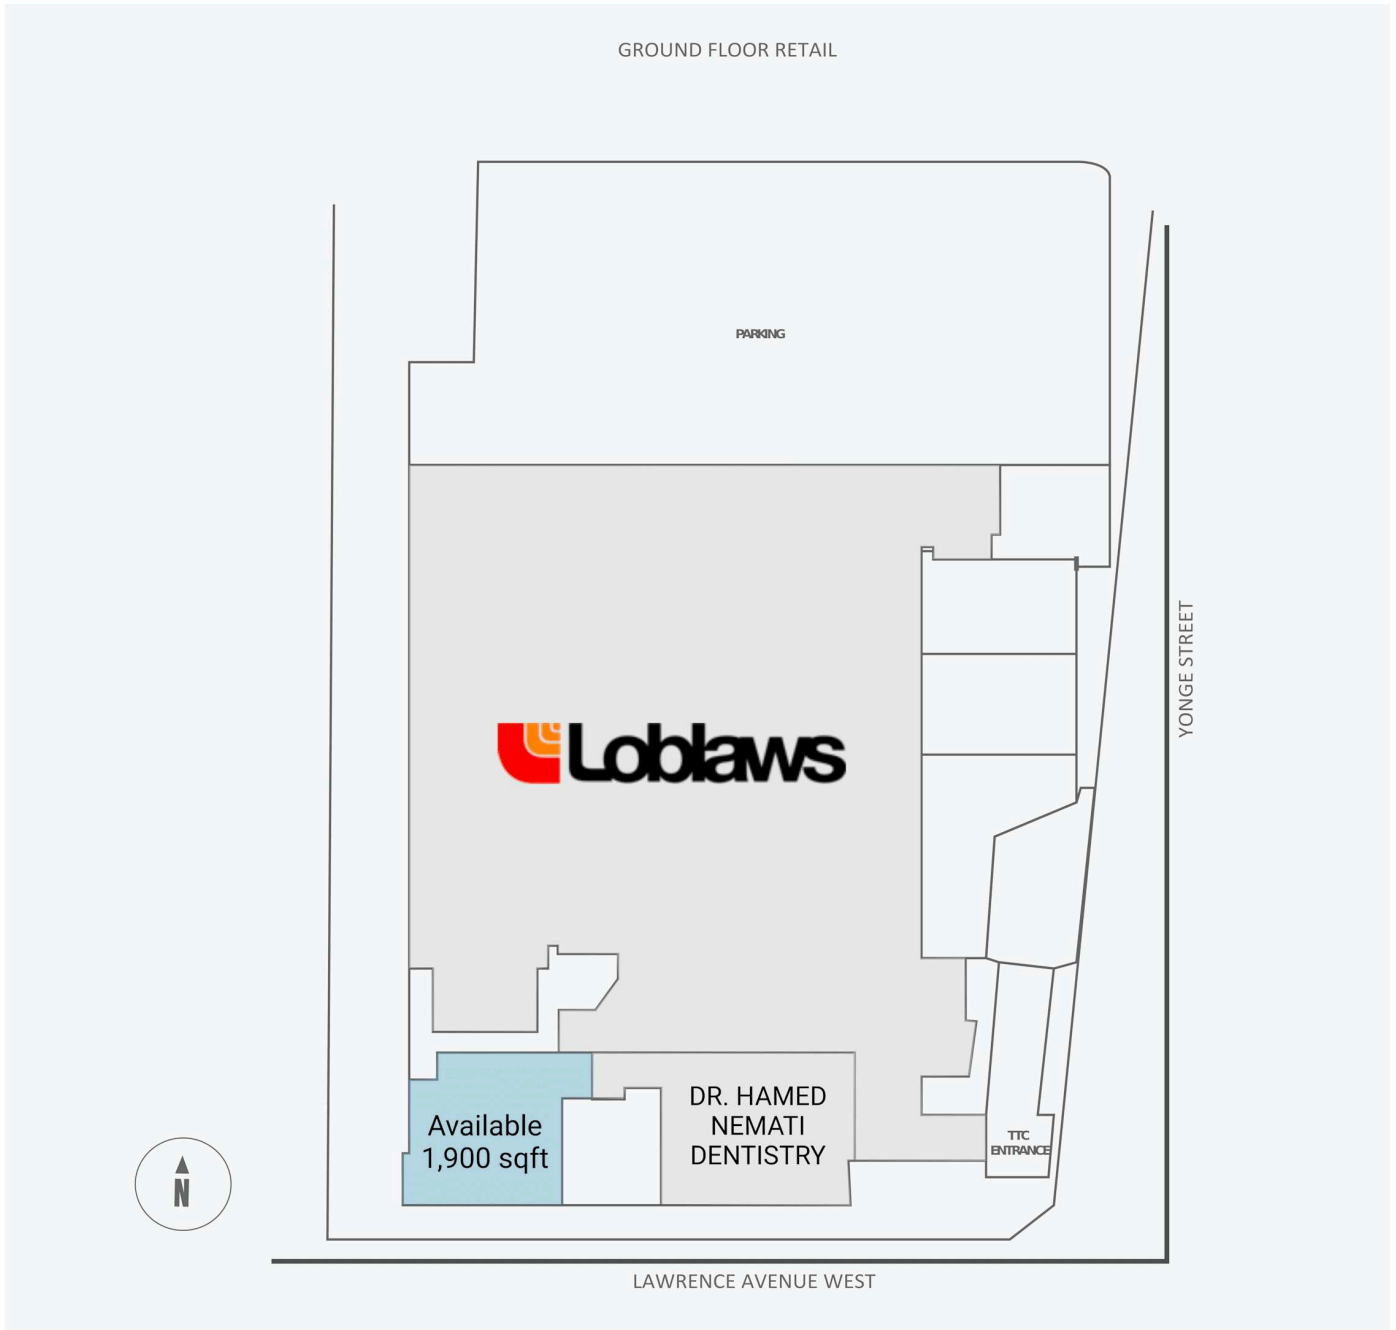 GROUND FLOOR RETAIL
PARKING
YONGE STREET
Loblaws
DR. HAMED
NEMATI
DENTISTRY
Available
1,900 sqft
TTC
ENTRANCE
N
LAWRENCE AVENUE WEST